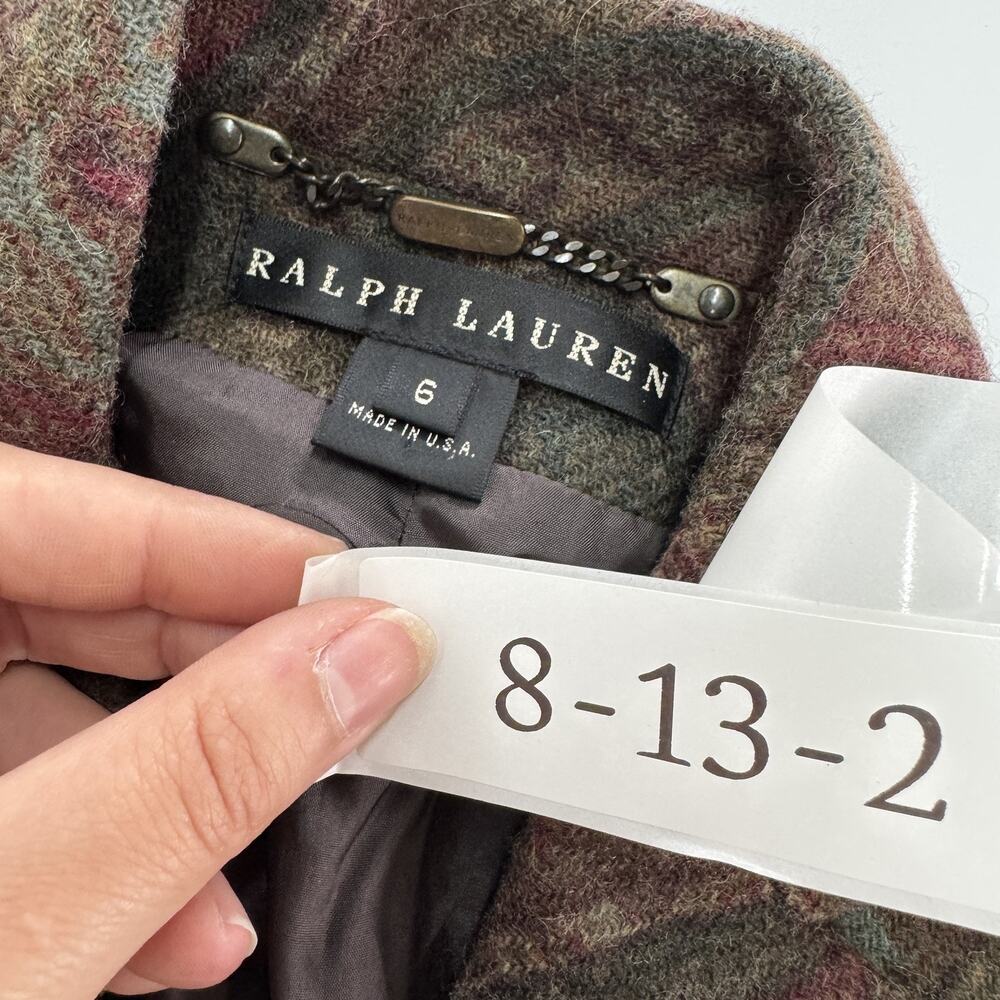 RALPH LAUREN
6
MADE IN U.S.A.
8-13-2